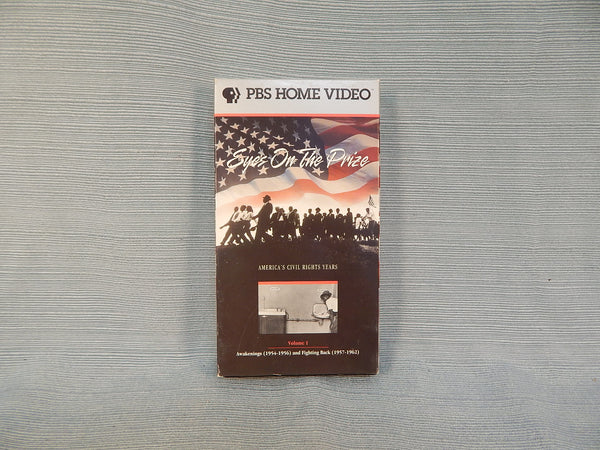 PBS HOME VIDEO
Eyes On The Prize
AMERICA'S CIVIL RIGHTS YEARS
Volume 1
Awakenings (1954-1956) and Fighting Back (1957-1962)